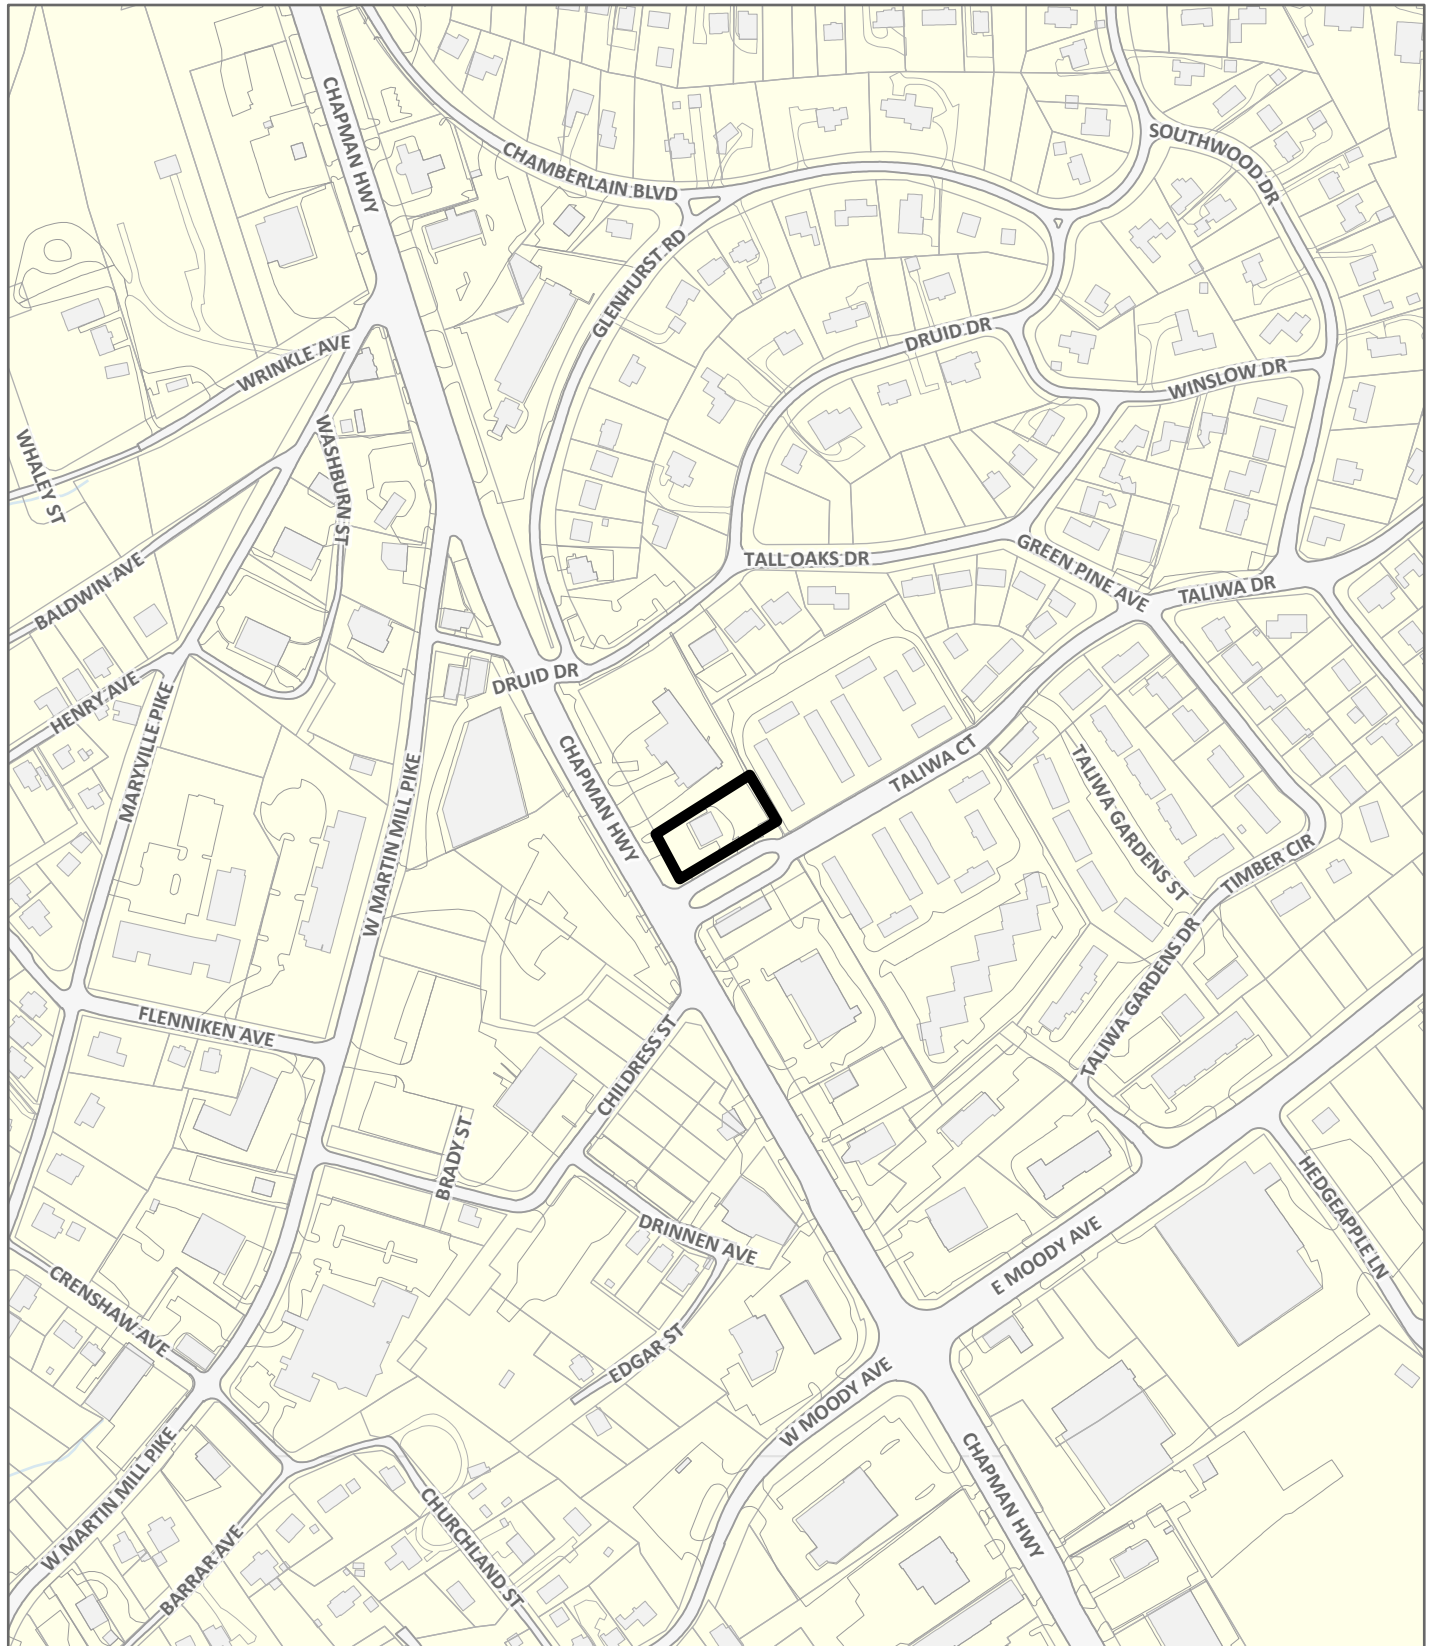 CHAPMAN HWY
CHAMBERLAIN BLVD
SOUTHWOOD DR
GLENHURST RD
WRINKLE AVE
DRUID DR
WINSLOW DR
WHALEY ST
WASHBURN ST
TALL OAKS DR
GREEN PINE AVE
BALDWIN AVE
TALIWA DR
DRUID DR
HENRY AVE
MARYVILLE PIKE
CHAPMAN HWY
TALIWA CT
W MARTIN MILL PIKE
TALIWA GARDENS ST
TIMBER CIR
TALIWA GARDENS DR
FLENNIKEN AVE
CHILDRESS ST
BRADY ST
DRINNEN AVE
HEDGEAPPLE LN
E MOODY AVE
CRENSHAW AVE
EDGAR ST
W MOODY AVE
W MARTIN MILL PIKE
CHAPMAN HWY
CHURCHLAND ST
BARRAR AVE